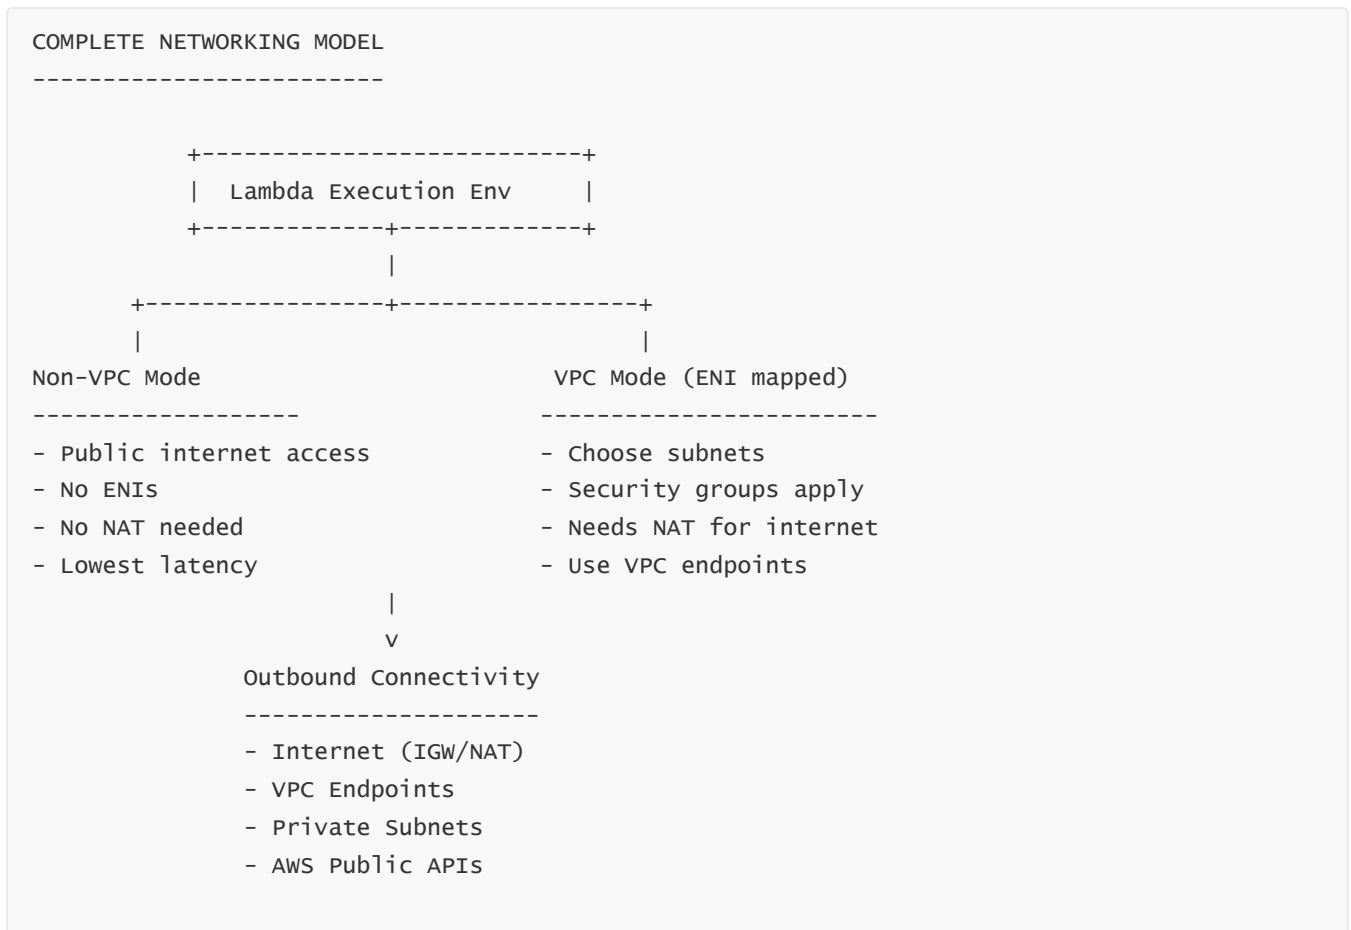 COMPLETE NETWORKING MODEL
-------------------------
+---------------------------+
|  Lambda Execution Env     |
+-------------+-------------+
|
+-----------------+-----------------+
|                                   |
Non-VPC Mode                         VPC Mode (ENI mapped)
-------------------                 ------------------------
- Public internet access            - Choose subnets
- No ENIs                           - Security groups apply
- No NAT needed                     - Needs NAT for internet
- Lowest latency                    - Use VPC endpoints
|
v
Outbound Connectivity
---------------------
- Internet (IGW/NAT)
- VPC Endpoints
- Private Subnets
- AWS Public APIs